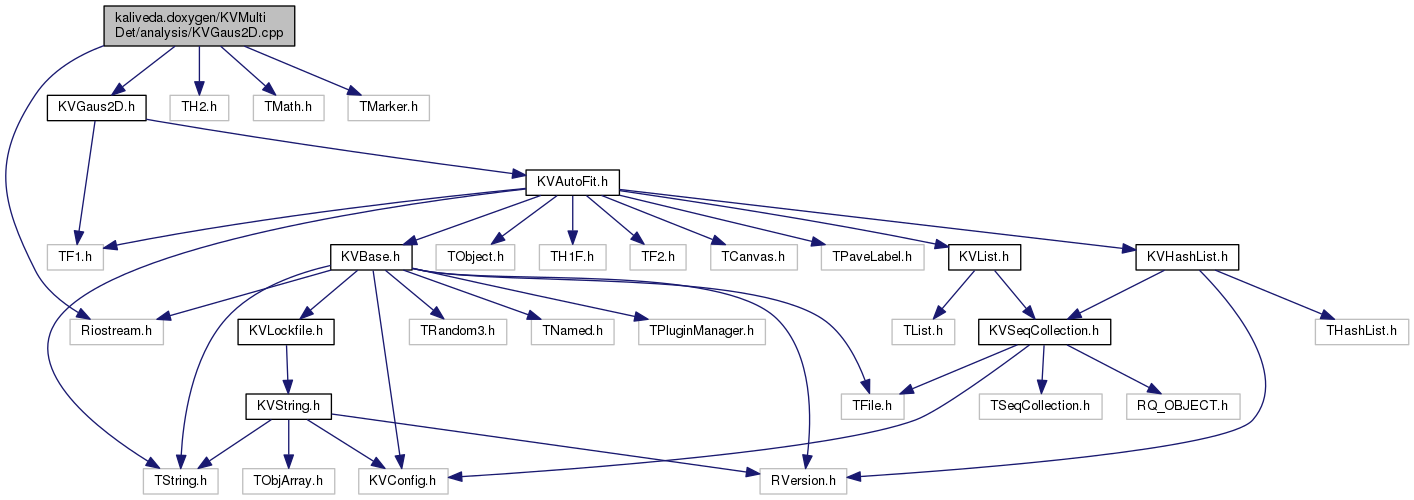 kaliveda.doxygen/KVMulti
Det/analysis/KVGaus2D.cpp
KVGaus2D.h
TH2.h
TMath.h
TMarker.h
KVAutoFit.h
TF1.h
KVBase.h
TObject.h
TH1F.h
TF2.h
TCanvas.h
TPaveLabel.h
KVList.h
KVHashList.h
Riostream.h
KVLockfile.h
TRandom3.h
TNamed.h
TPluginManager.h
TList.h
KVSeqCollection.h
THashList.h
KVString.h
TFile.h
TSeqCollection.h
RQ_OBJECT.h
TString.h
TObjArray.h
KVConfig.h
RVersion.h